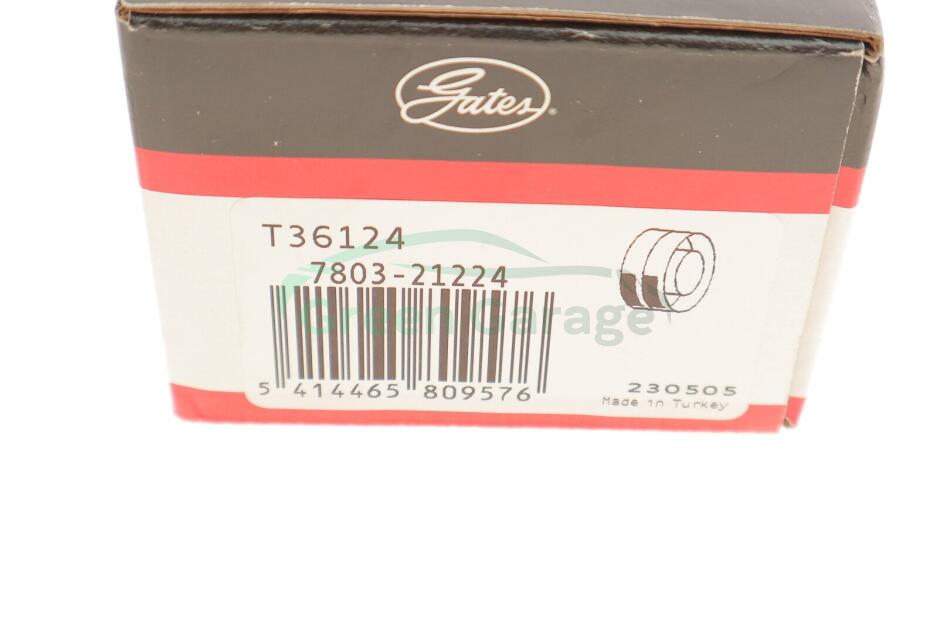 Gates
T36124
7803-21224
Green Garage
5 414465 809576
230505
Made in Turkey